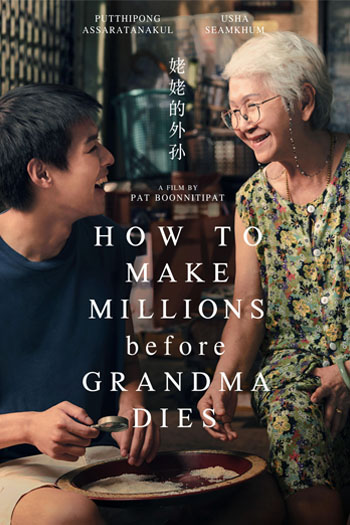 PUTTHIPONG
ASSARATANAKUL
USHA
SEAMKHUM
姥姥的外孙
A FILM BY
PAT BOONNITIPAT
HOW TO
MAKE
MILLIONS
before
GRANDMA
DIES